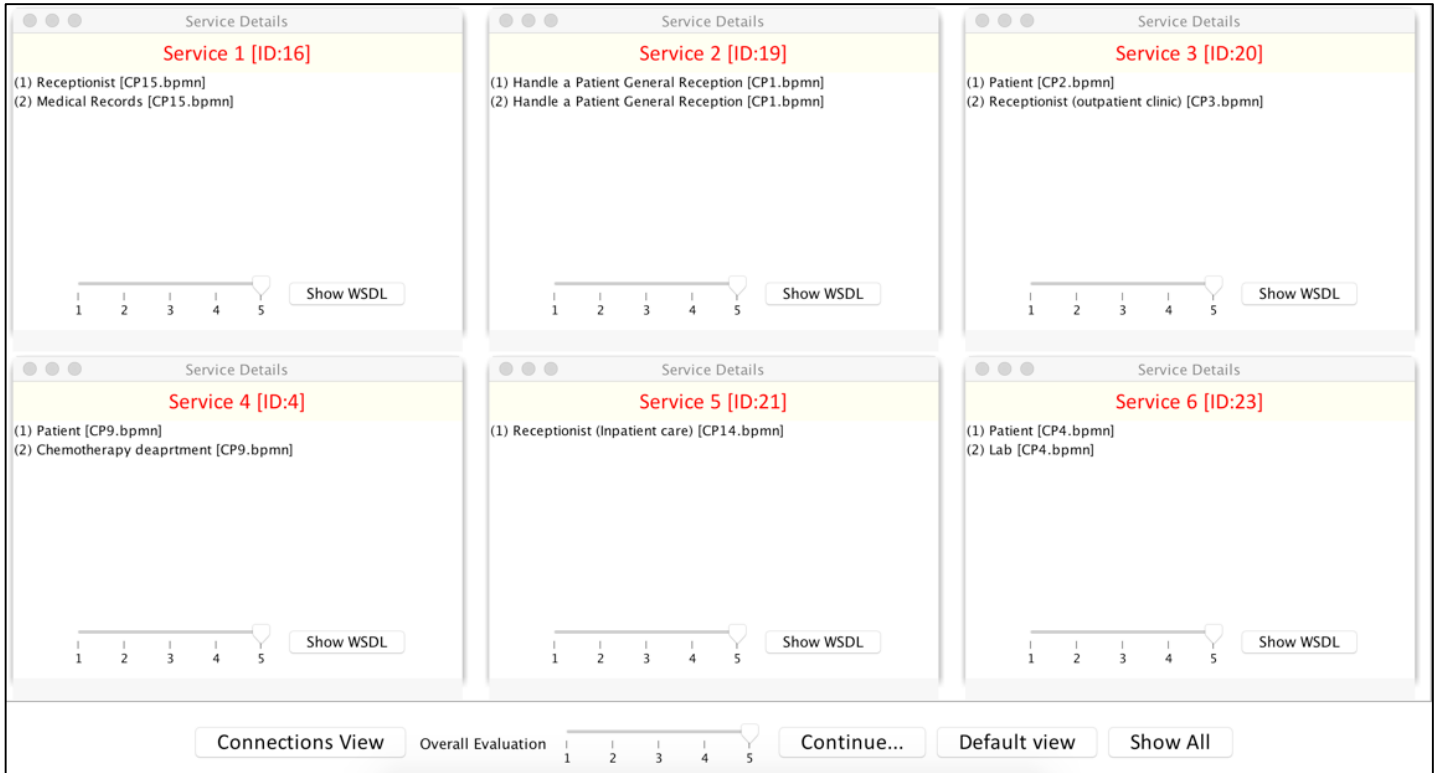 Service Details
Service 1 [ID:16]
(1) Receptionist [CP15.bpmn]
(2) Medical Records [CP15.bpmn]
1 2 3 4 5
Show WSDL
Service Details
Service 2 [ID:19]
(1) Handle a Patient General Reception [CP1.bpmn]
(2) Handle a Patient General Reception [CP1.bpmn]
1 2 3 4 5
Show WSDL
Service Details
Service 3 [ID:20]
(1) Patient [CP2.bpmn]
(2) Receptionist (outpatient clinic) [CP3.bpmn]
1 2 3 4 5
Show WSDL
Service Details
Service 4 [ID:4]
(1) Patient [CP9.bpmn]
(2) Chemotherapy deaprtment [CP9.bpmn]
1 2 3 4 5
Show WSDL
Service Details
Service 5 [ID:21]
(1) Receptionist (Inpatient care) [CP14.bpmn]
1 2 3 4 5
Show WSDL
Service Details
Service 6 [ID:23]
(1) Patient [CP4.bpmn]
(2) Lab [CP4.bpmn]
1 2 3 4 5
Show WSDL
Connections View
Overall Evaluation
1 2 3 4 5
Continue...
Default view
Show All